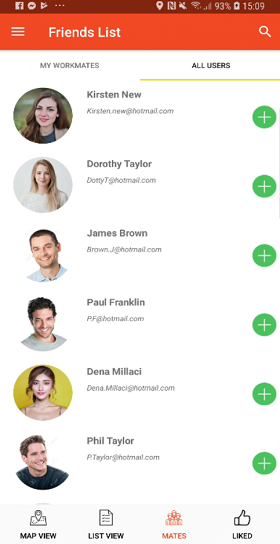 93% 15:09
Friends List
MY WORKMATES ALL USERS
Kirsten New
Kirsten.new@hotmail.com
Dorothy Taylor
DottyT@hotmail.com
James Brown
Brown.J@hotmail.com
Paul Franklin
P.F@hotmail.com
Dena Millaci
Dena.Millaci@hotmail.com
Phil Taylor
P.Taylor@hotmail.com
MAP VIEW LIST VIEW MATES LIKED